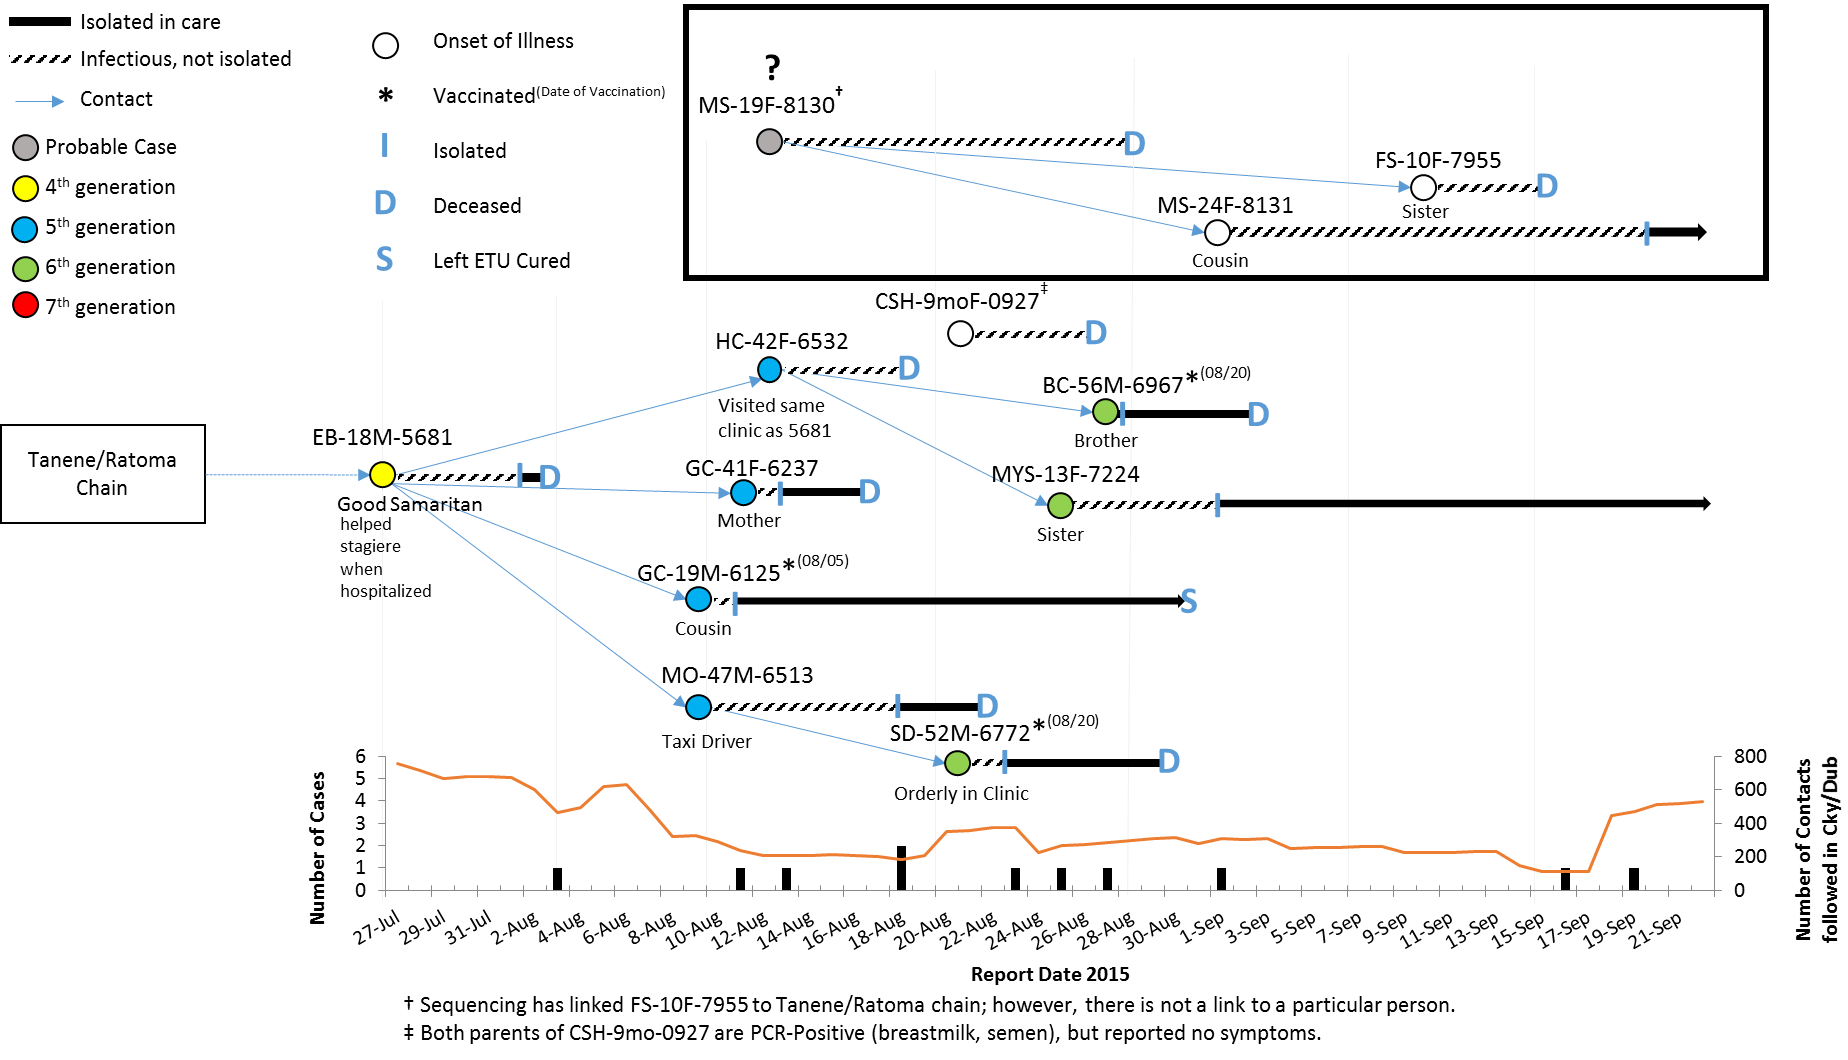 Isolated in care
Infectious, not isolated
Contact
Probable Case
4th generation
5th generation
6th generation
7th generation
Onset of Illness
* Vaccinated(Date of Vaccination)
I Isolated
D Deceased
S Left ETU Cured
?
MS-19F-8130†
D
FS-10F-7955
D
Sister
MS-24F-8131
Cousin
CSH-9moF-0927‡
D
HC-42F-6532
D
Visited same
clinic as 5681
BC-56M-6967*(08/20)
D
Brother
Tanene/Ratoma
Chain
EB-18M-5681
D
Good Samaritan
helped
stagiere
when
hospitalized
GC-41F-6237
D
Mother
MYS-13F-7224
Sister
GC-19M-6125*(08/05)
S
Cousin
MO-47M-6513
D
Taxi Driver
SD-52M-6772*(08/20)
D
Orderly in Clinic
Number of Cases
6
5
4
3
2
1
0
800
600
400
200
0
Number of Contacts
followed in Cky/Dub
27-Jul
29-Jul
31-Jul
2-Aug
4-Aug
6-Aug
8-Aug
10-Aug
12-Aug
14-Aug
16-Aug
18-Aug
20-Aug
22-Aug
24-Aug
26-Aug
28-Aug
30-Aug
1-Sep
3-Sep
5-Sep
7-Sep
9-Sep
11-Sep
13-Sep
15-Sep
17-Sep
19-Sep
21-Sep
Report Date 2015
† Sequencing has linked FS-10F-7955 to Tanene/Ratoma chain; however, there is not a link to a particular person.
‡ Both parents of CSH-9mo-0927 are PCR-Positive (breastmilk, semen), but reported no symptoms.